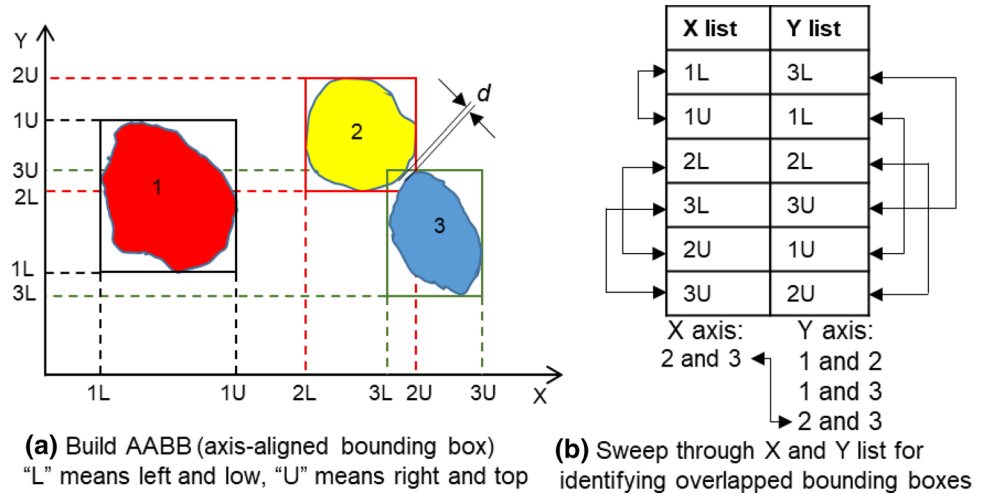 Y
2U
1U
3U
2L
1L
3L
1
2
3
d
1L 1U 2L 3L 2U 3U
X
(a) Build AABB (axis-aligned bounding box)
“L” means left and low, “U” means right and top
X list Y list
1L 3L
1U 1L
2L 2L
3L 3U
2U 1U
3U 2U
X axis: Y axis:
2 and 3 1 and 2
1 and 3
2 and 3
(b) Sweep through X and Y list for
identifying overlapped bounding boxes